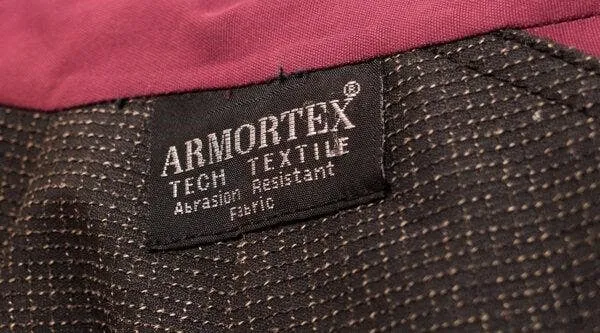 ARMORTEX®
TECH TEXTILE
Abrasion Resistant
Fabric